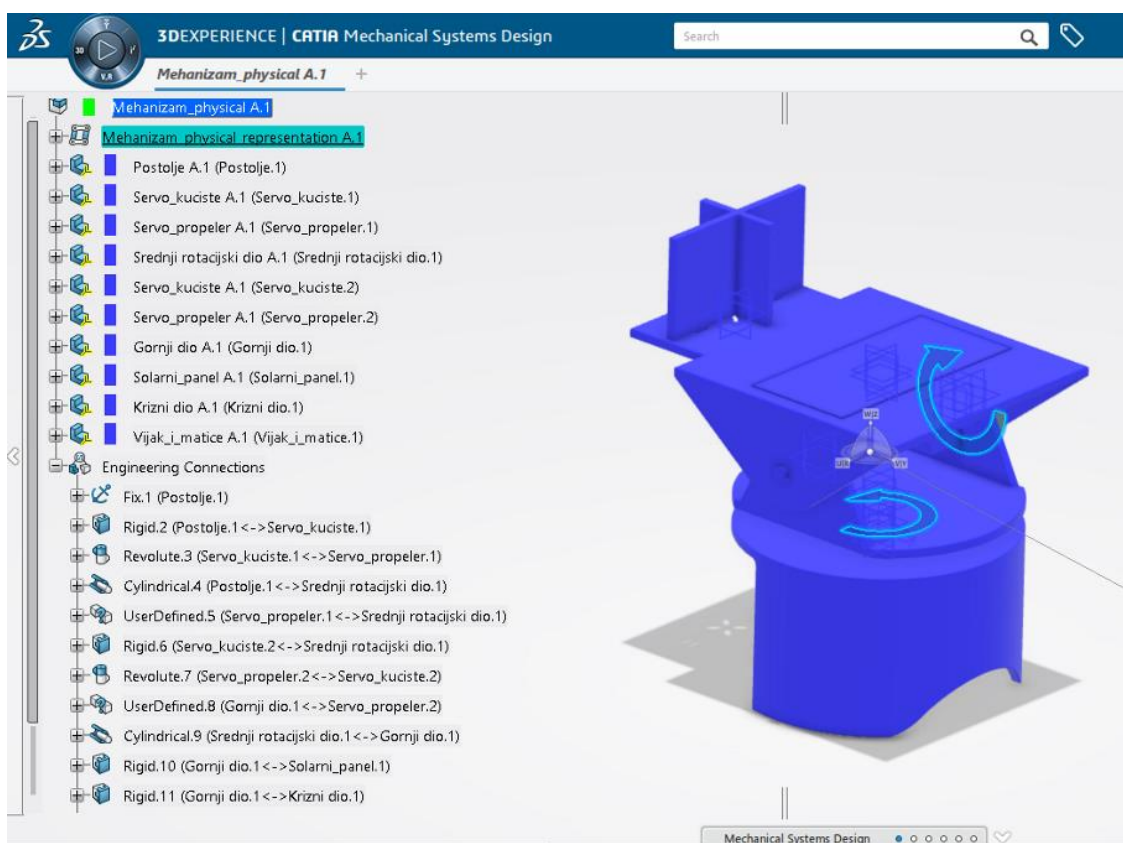 3DEXPERIENCE | CATIA Mechanical Systems Design
Search
3D
V.R
Mehanizam_physical A.1 +
Mehanizam_physical A.1
Mehanizam_physical representation A.1
Postolje A.1 (Postolje.1)
Servo_kuciste A.1 (Servo_kuciste.1)
Servo_propeler A.1 (Servo_propeler.1)
Srednji rotacijski dio A.1 (Srednji rotacijski dio.1)
Servo_kuciste A.1 (Servo_kuciste.2)
Servo_propeler A.1 (Servo_propeler.2)
Gornji dio A.1 (Gornji dio.1)
Solarni_panel A.1 (Solarni_panel.1)
Krizni dio A.1 (Krizni dio.1)
Vijak_i_matice A.1 (Vijak_i_matice.1)
Engineering Connections
Fix.1 (Postolje.1)
Rigid.2 (Postolje.1<->Servo_kuciste.1)
Revolute.3 (Servo_kuciste.1<->Servo_propeler.1)
Cylindrical.4 (Postolje.1<->Srednji rotacijski dio.1)
UserDefined.5 (Servo_propeler.1<->Srednji rotacijski dio.1)
Rigid.6 (Servo_kuciste.2<->Srednji rotacijski dio.1)
Revolute.7 (Servo_propeler.2<->Servo_kuciste.2)
UserDefined.8 (Gornji dio.1<->Servo_propeler.2)
Cylindrical.9 (Srednji rotacijski dio.1<->Gornji dio.1)
Rigid.10 (Gornji dio.1<->Solarni_panel.1)
Rigid.11 (Gornji dio.1<->Krizni dio.1)
W|Z
V|Y
Mechanical Systems Design